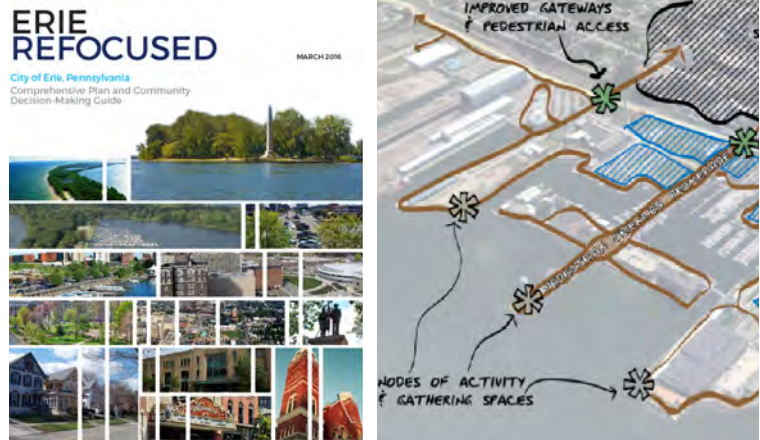 ERIE
REFOCUSED
MARCH 2016
City of Erie, Pennsylvania
Comprehensive Plan and Community
Decision-Making Guide
IMPROVED GATEWAYS
& PEDESTRIAN ACCESS
S
NODES OF ACTIVITY
& GATHERING SPACES